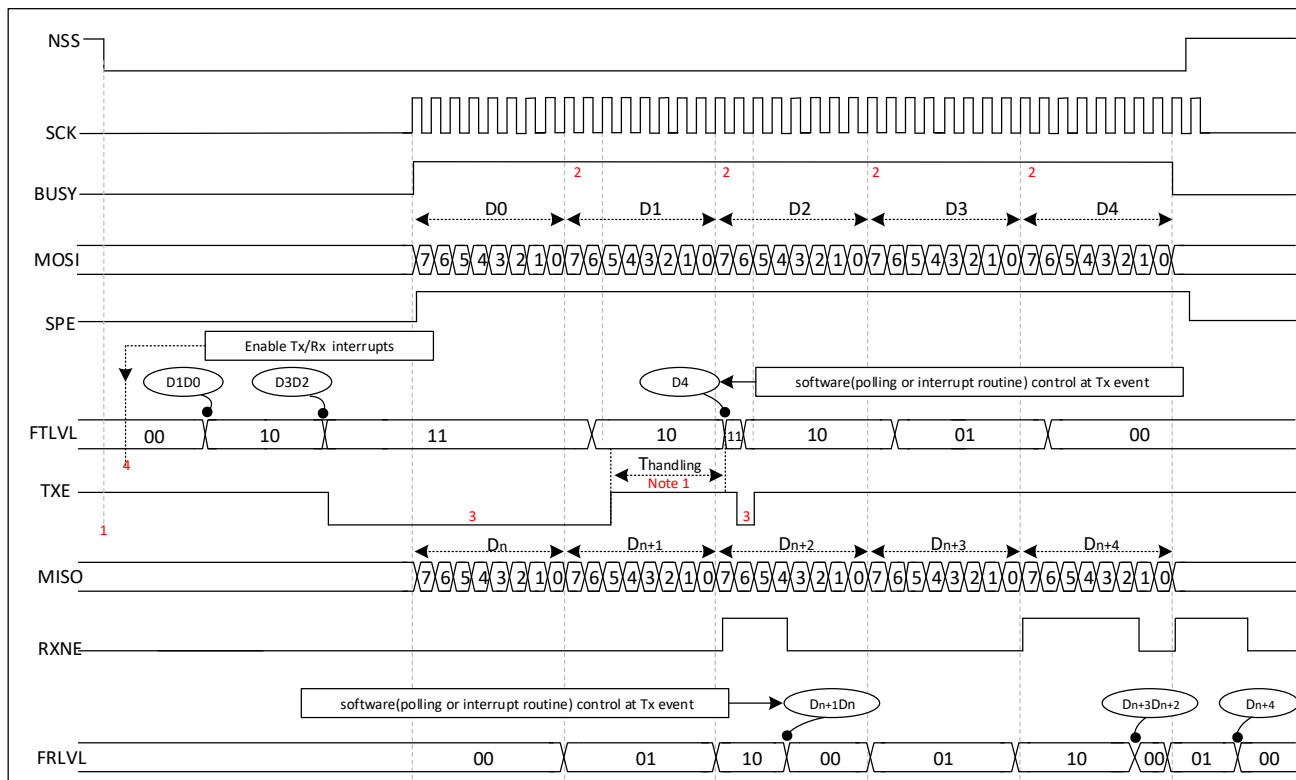 NSS
SCK
BUSY
2 2 2 2
D0 D1 D2 D3 D4
MOSI
7 6 5 4 3 2 1 0 7 6 5 4 3 2 1 0 7 6 5 4 3 2 1 0 7 6 5 4 3 2 1 0 7 6 5 4 3 2 1 0
SPE
Enable Tx/Rx interrupts
D1D0 D3D2 D4 software(polling or interrupt routine) control at Tx event
FTLVL 00 10 11 10 11 10 01 00
4
Thandling
Note 1
TXE
3 3
1
Dn Dn+1 Dn+2 Dn+3 Dn+4
MISO
7 6 5 4 3 2 1 0 7 6 5 4 3 2 1 0 7 6 5 4 3 2 1 0 7 6 5 4 3 2 1 0 7 6 5 4 3 2 1 0
RXNE
software(polling or interrupt routine) control at Tx event Dn+1Dn Dn+3Dn+2 Dn+4
FRLVL 00 01 10 00 01 10 00 01 00